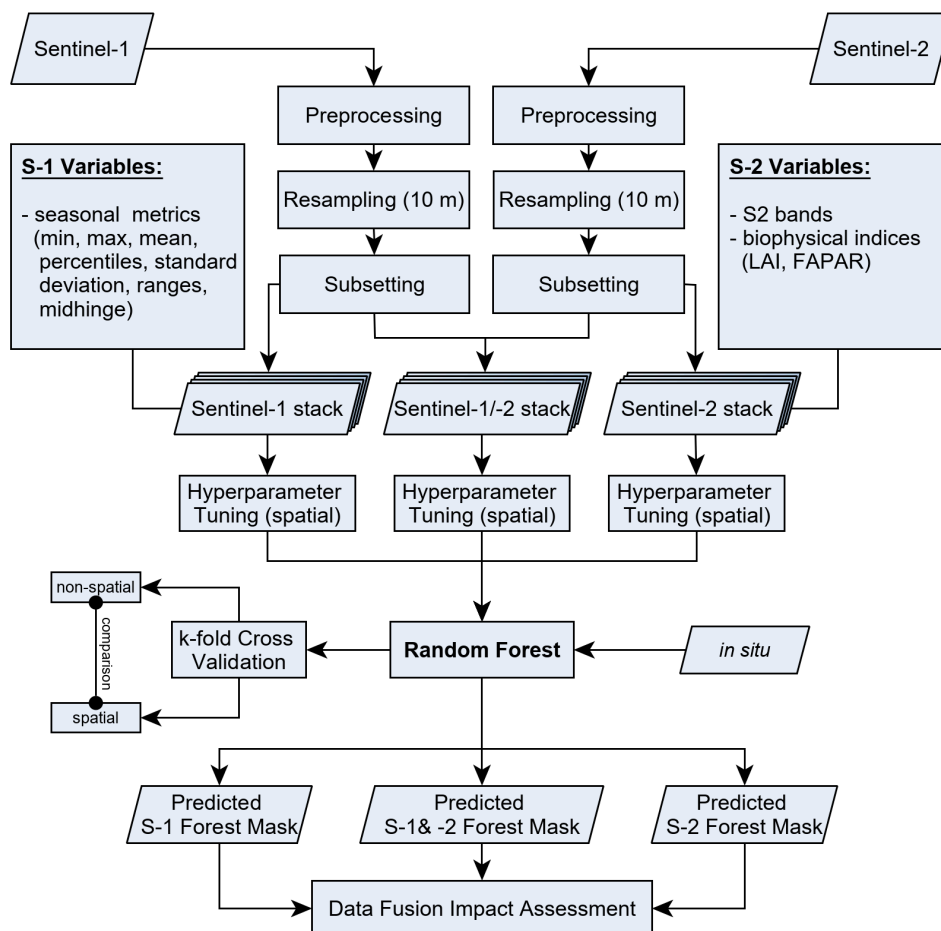 Sentinel-1
Sentinel-2
Preprocessing
Preprocessing
S-1 Variables:
- seasonal metrics
(min, max, mean,
percentiles, standard
deviation, ranges,
midhinge)
Resampling (10 m)
Resampling (10 m)
S-2 Variables:
- S2 bands
- biophysical indices
(LAI, FAPAR)
Subsetting
Subsetting
Sentinel-1 stack
Sentinel-1/-2 stack
Sentinel-2 stack
Hyperparameter
Tuning (spatial)
Hyperparameter
Tuning (spatial)
Hyperparameter
Tuning (spatial)
non-spatial
comparison
spatial
k-fold Cross
Validation
Random Forest
in situ
Predicted
S-1 Forest Mask
Predicted
S-1& -2 Forest Mask
Predicted
S-2 Forest Mask
Data Fusion Impact Assessment